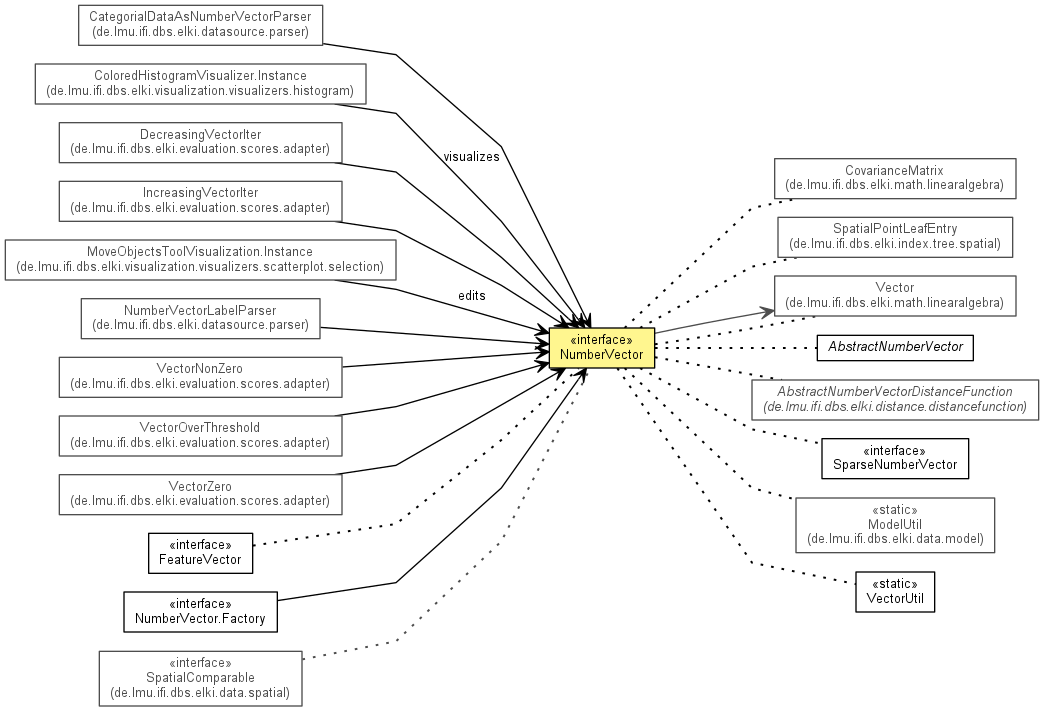 CategorialDataAsNumberVectorParser
(de.lmu.ifi.dbs.elki.datasource.parser)
ColoredHistogramVisualizer.Instance
(de.lmu.ifi.dbs.elki.visualization.visualizers.histogram)
DecreasingVectorIter
(de.lmu.ifi.dbs.elki.evaluation.scores.adapter)
visualizes
IncreasingVectorIter
(de.lmu.ifi.dbs.elki.evaluation.scores.adapter)
MoveObjectsToolVisualization.Instance
(de.lmu.ifi.dbs.elki.visualization.visualizers.scatterplot.selection)
edits
NumberVectorLabelParser
(de.lmu.ifi.dbs.elki.datasource.parser)
VectorNonZero
(de.lmu.ifi.dbs.elki.evaluation.scores.adapter)
VectorOverThreshold
(de.lmu.ifi.dbs.elki.evaluation.scores.adapter)
VectorZero
(de.lmu.ifi.dbs.elki.evaluation.scores.adapter)
«interface»
FeatureVector
«interface»
NumberVector.Factory
«interface»
SpatialComparable
(de.lmu.ifi.dbs.elki.data.spatial)
«interface»
NumberVector
CovarianceMatrix
(de.lmu.ifi.dbs.elki.math.linearalgebra)
SpatialPointLeafEntry
(de.lmu.ifi.dbs.elki.index.tree.spatial)
Vector
(de.lmu.ifi.dbs.elki.math.linearalgebra)
AbstractNumberVector
AbstractNumberVectorDistanceFunction
(de.lmu.ifi.dbs.elki.distance.distancefunction)
«interface»
SparseNumberVector
«static»
ModelUtil
(de.lmu.ifi.dbs.elki.data.model)
«static»
VectorUtil